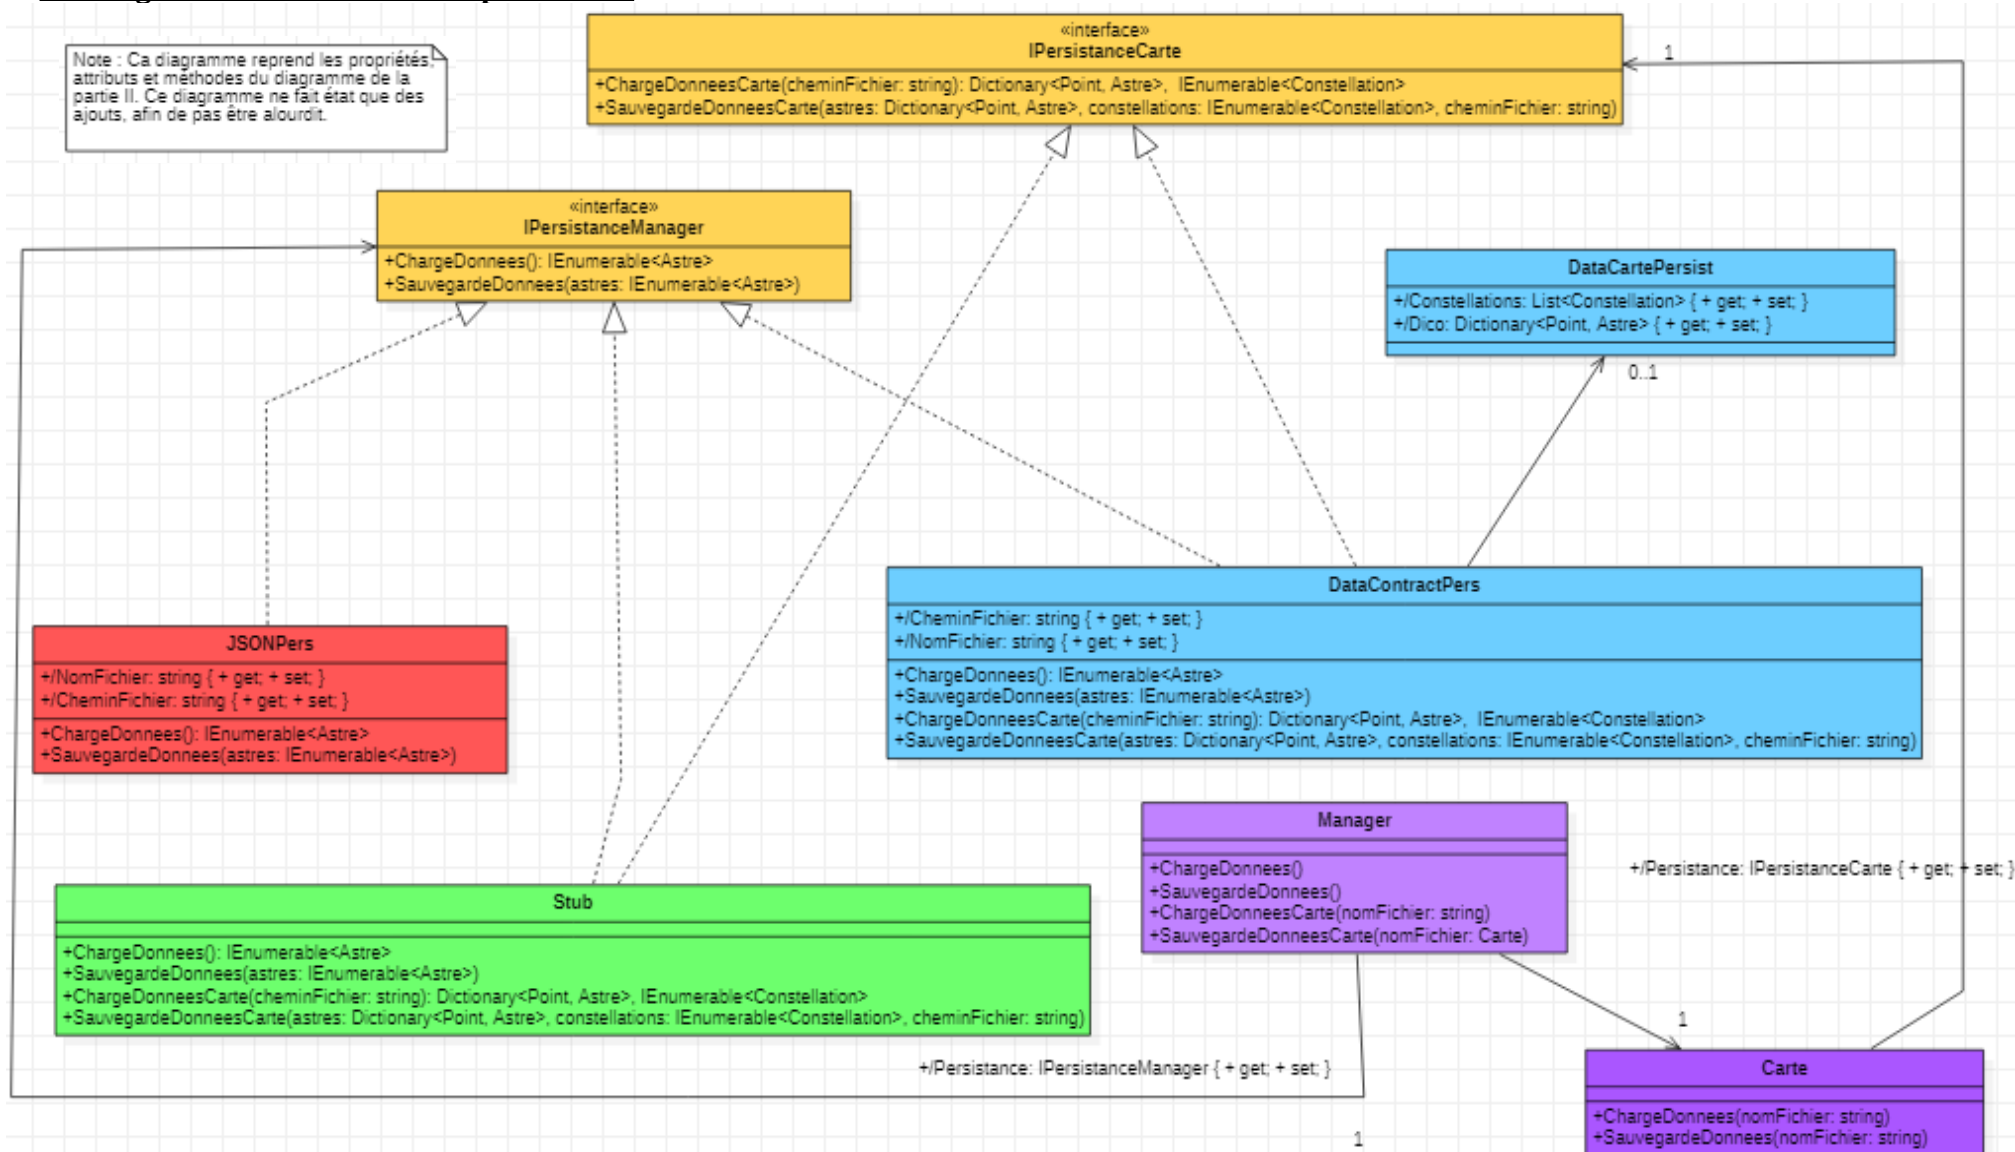 «interface»
IPersistanceCarte
+ChargeDonneesCarte(cheminFichier: string): Dictionary<Point, Astre>, IEnumerable<Constellation>
+SauvegardeDonneesCarte(astres: Dictionary<Point, Astre>, constellations: IEnumerable<Constellation>, cheminFichier: string)
1
Note : Ca diagramme reprend les propriétés,
attributs et méthodes du diagramme de la
partie II. Ce diagramme ne fait état que des
ajouts, afin de pas être alourdit.
«interface»
IPersistanceManager
+ChargeDonnees(): IEnumerable<Astre>
+SauvegardeDonnees(astres: IEnumerable<Astre>)
DataCartePersist
+/Constellations: List<Constellation> { + get; + set; }
+/Dico: Dictionary<Point, Astre> { + get; + set; }
0..1
DataContractPers
+/CheminFichier: string { + get; + set; }
+/NomFichier: string { + get; + set; }
+ChargeDonnees(): IEnumerable<Astre>
+SauvegardeDonnees(astres: IEnumerable<Astre>)
+ChargeDonneesCarte(cheminFichier: string): Dictionary<Point, Astre>, IEnumerable<Constellation>
+SauvegardeDonneesCarte(astres: Dictionary<Point, Astre>, constellations: IEnumerable<Constellation>, cheminFichier: string)
JSONPers
+/NomFichier: string { + get; + set; }
+/CheminFichier: string { + get; + set; }
+ChargeDonnees(): IEnumerable<Astre>
+SauvegardeDonnees(astres: IEnumerable<Astre>)
Manager
+ChargeDonnees()
+SauvegardeDonnees()
+ChargeDonneesCarte(nomFichier: string)
+SauvegardeDonneesCarte(nomFichier: Carte)
+/Persistance: IPersistanceCarte { + get; + set; }
Stub
+ChargeDonnees(): IEnumerable<Astre>
+SauvegardeDonnees(astres: IEnumerable<Astre>)
+ChargeDonneesCarte(cheminFichier: string): Dictionary<Point, Astre>, IEnumerable<Constellation>
+SauvegardeDonneesCarte(astres: Dictionary<Point, Astre>, constellations: IEnumerable<Constellation>, cheminFichier: string)
1
+/Persistance: IPersistanceManager { + get; + set; }
1
Carte
+ChargeDonnees(nomFichier: string)
+SauvegardeDonnees(nomFichier: string)